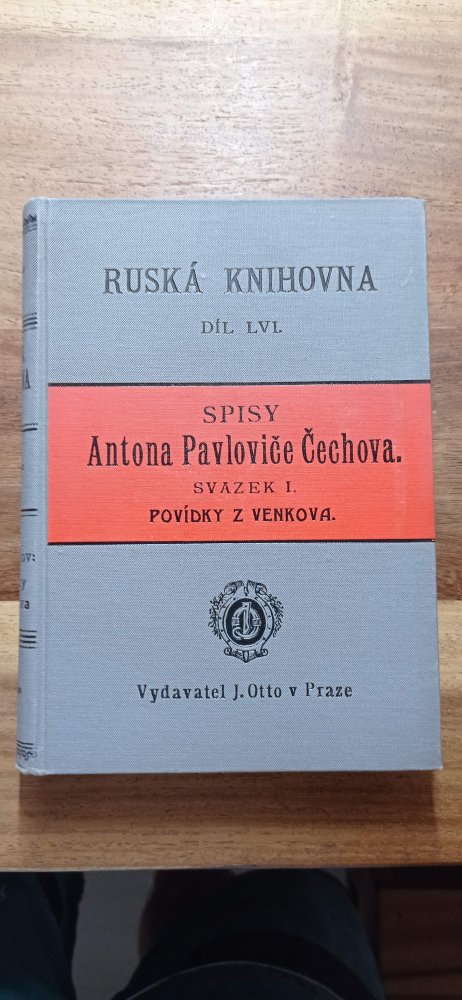 RUSKÁ KNIHOVNA
DÍL LVI.
SPISY
Antona Pavloviče Čechova.
SVAZEK I.
POVÍDKY Z VENKOVA.
Vydavatel J. Otto v Praze